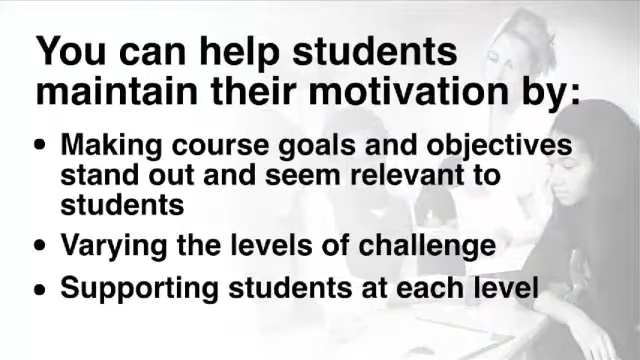 You can help students
maintain their motivation by:
• Making course goals and objectives
stand out and seem relevant to
students
• Varying the levels of challenge
• Supporting students at each level